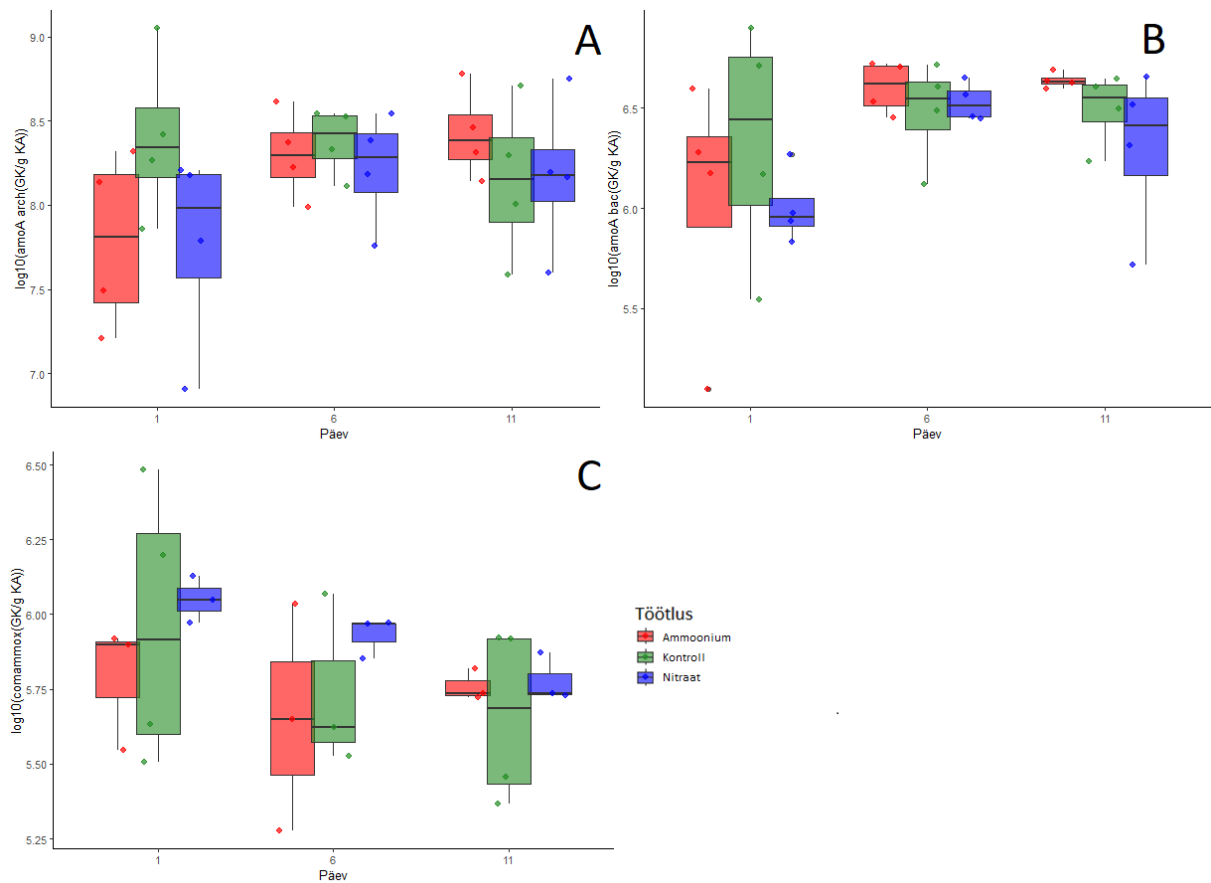 A
log10(amoA arch(GK/g KA))
9.0
8.5
8.0
7.5
7.0
1
6
11
Päev
B
log10(amoA bac(GK/g KA))
6.5
6.0
5.5
1
6
11
Päev
C
log10(comammox(GK/g KA))
6.50
6.25
6.00
5.75
5.50
5.25
1
6
11
Päev
Töötlus
Ammoonium
Kontroll
Nitraat